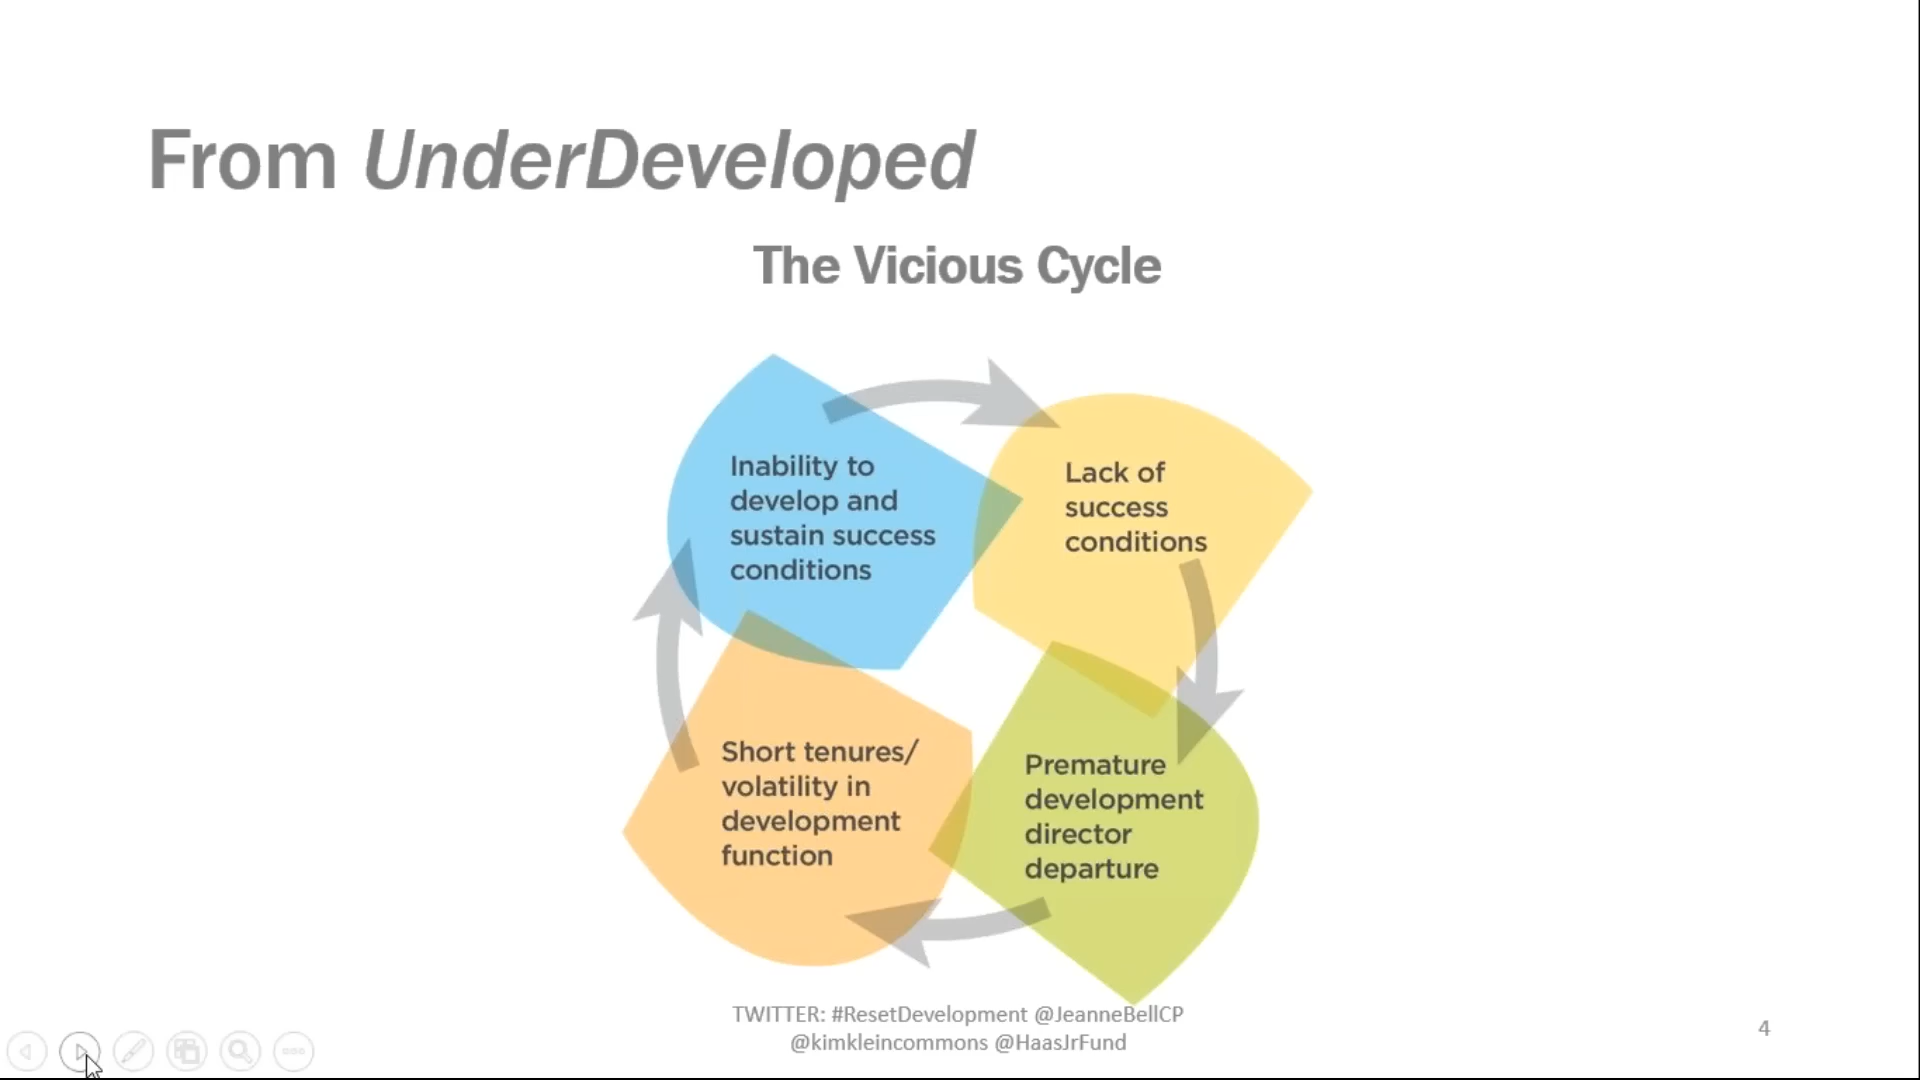 From UnderDeveloped
The Vicious Cycle
Inability to
develop and
sustain success
conditions
Lack of
success
conditions
Short tenures/
volatility in
development
function
Premature
development
director
departure
TWITTER: #ResetDevelopment @JeanneBellCP
@kimkleincommons @HaasJrFund
4